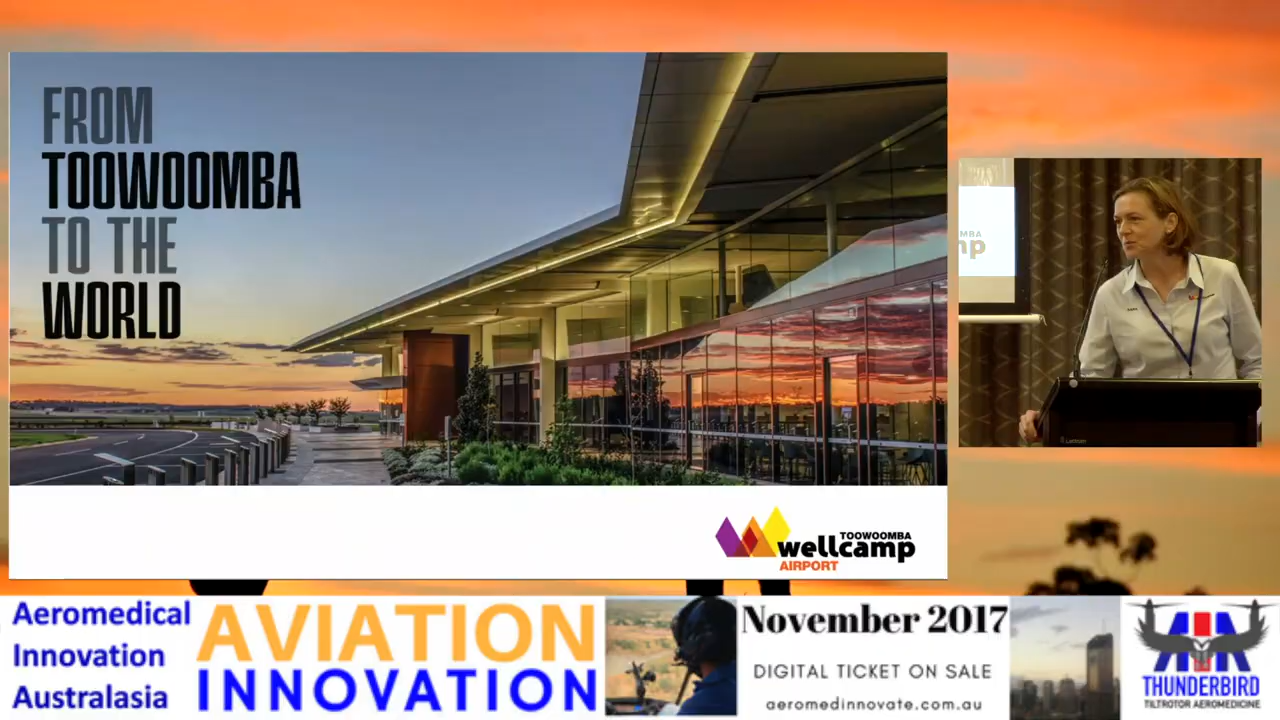 FROM
TOOWOOMBA
TO THE
WORLD
TOOWOOMBA
wellcamp
AIRPORT
Aeromedical
Innovation
Australasia
AVIATION
INNOVATION
November 2017
DIGITAL TICKET ON SALE
aeromedinnovate.com.au
THUNDERBIRD
TILTROTOR AEROMEDICINE